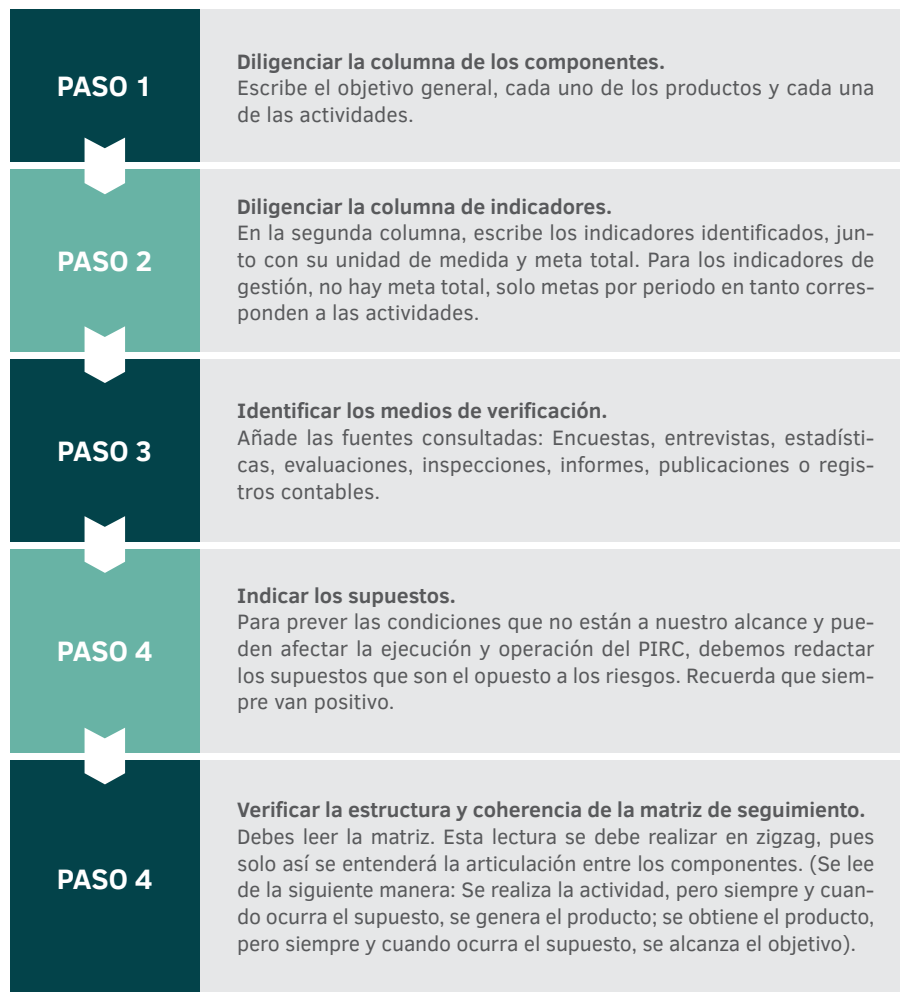 PASO 1
Diligenciar la columna de los componentes.
Escribe el objetivo general, cada uno de los productos y cada una
de las actividades.
PASO 2
Diligenciar la columna de indicadores.
En la segunda columna, escribe los indicadores identificados, jun-
to con su unidad de medida y meta total. Para los indicadores de
gestión, no hay meta total, solo metas por periodo en tanto corres-
ponden a las actividades.
PASO 3
Identificar los medios de verificación.
Añade las fuentes consultadas: Encuestas, entrevistas, estadísti-
cas, evaluaciones, inspecciones, informes, publicaciones o regis-
tros contables.
PASO 4
Indicar los supuestos.
Para prever las condiciones que no están a nuestro alcance y pue-
den afectar la ejecución y operación del PIRC, debemos redactar
los supuestos que son el opuesto a los riesgos. Recuerda que siem-
pre van positivo.
PASO 4
Verificar la estructura y coherencia de la matriz de seguimiento.
Debes leer la matriz. Esta lectura se debe realizar en zigzag, pues
solo así se entenderá la articulación entre los componentes. (Se lee
de la siguiente manera: Se realiza la actividad, pero siempre y cuan-
do ocurra el supuesto, se genera el producto; se obtiene el producto,
pero siempre y cuando ocurra el supuesto, se alcanza el objetivo).